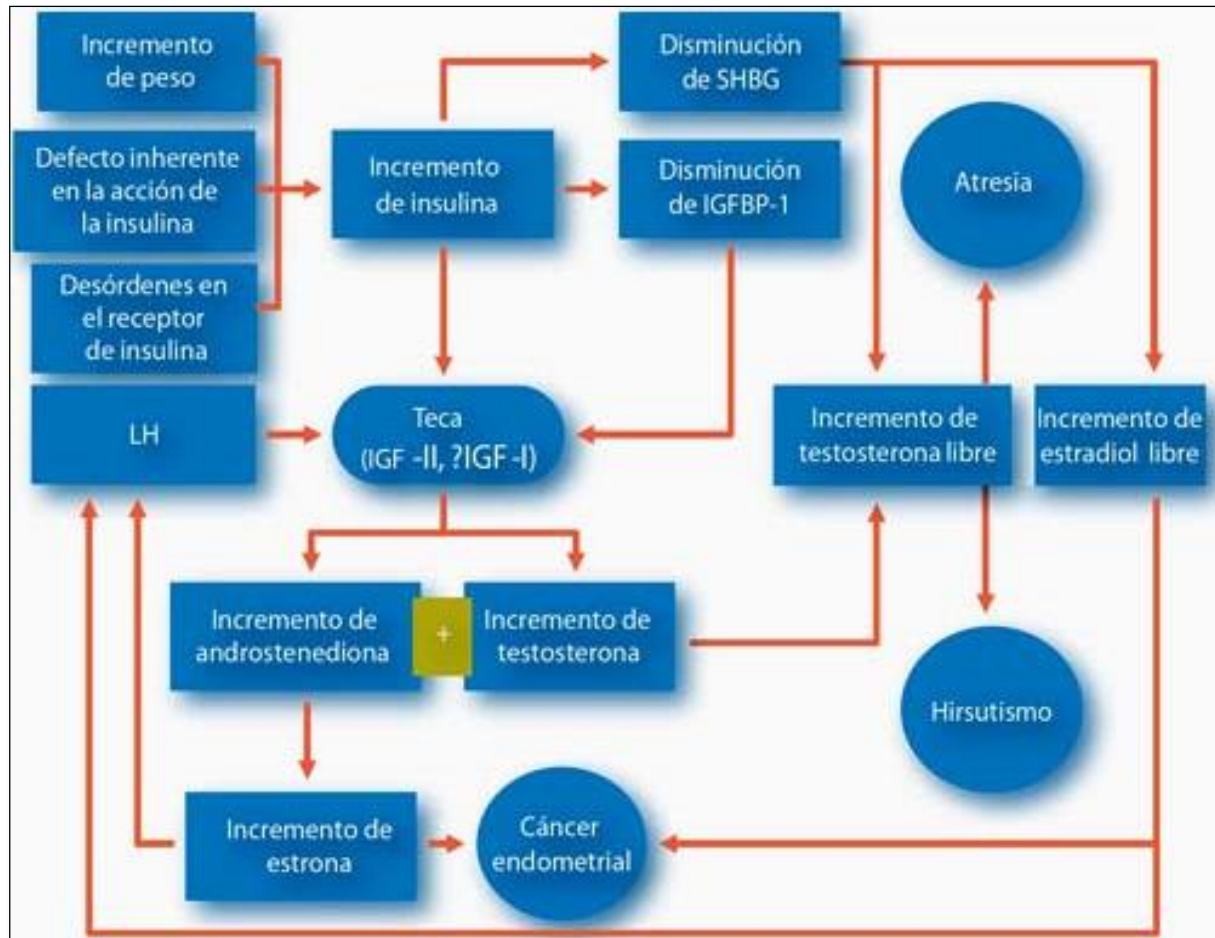 Incremento
de peso
Defecto inherente
en la acción de
la insulina
Desórdenes en
el receptor
de insulina
LH
Incremento
de insulina
Disminución
de SHBG
Disminución
de IGFBP-1
Atresia
Teca
(IGF -II, ?IGF-I)
Incremento de
testosterona libre
Incremento de
estradiol libre
Incremento de
androstenediona
+
Incremento de
testosterona
Hirsutismo
Incremento de
estrona
Cáncer
endometrial